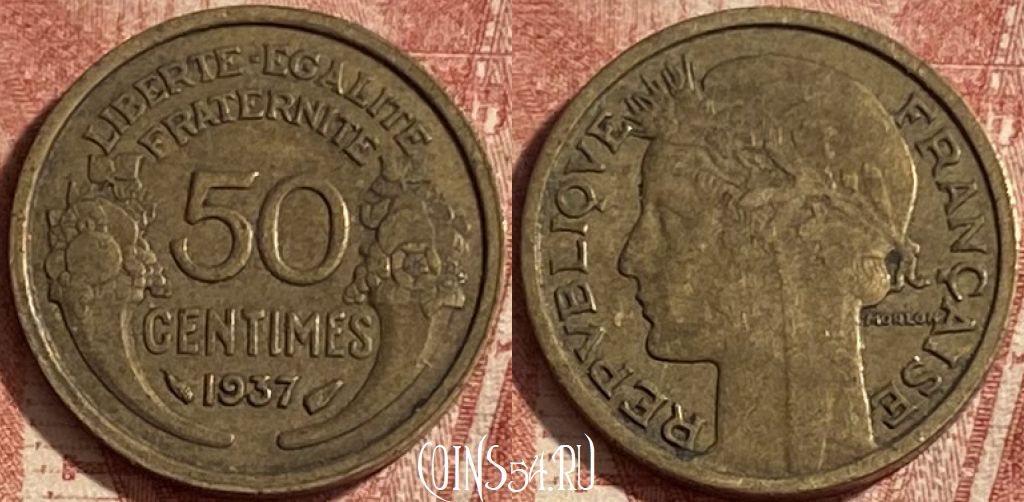 LIBERTE·EGALITE
FRATERNITE
50
CENTIMES
1937
REPVBLIQVE FRANÇAISE
MORLON
COINS54.RU